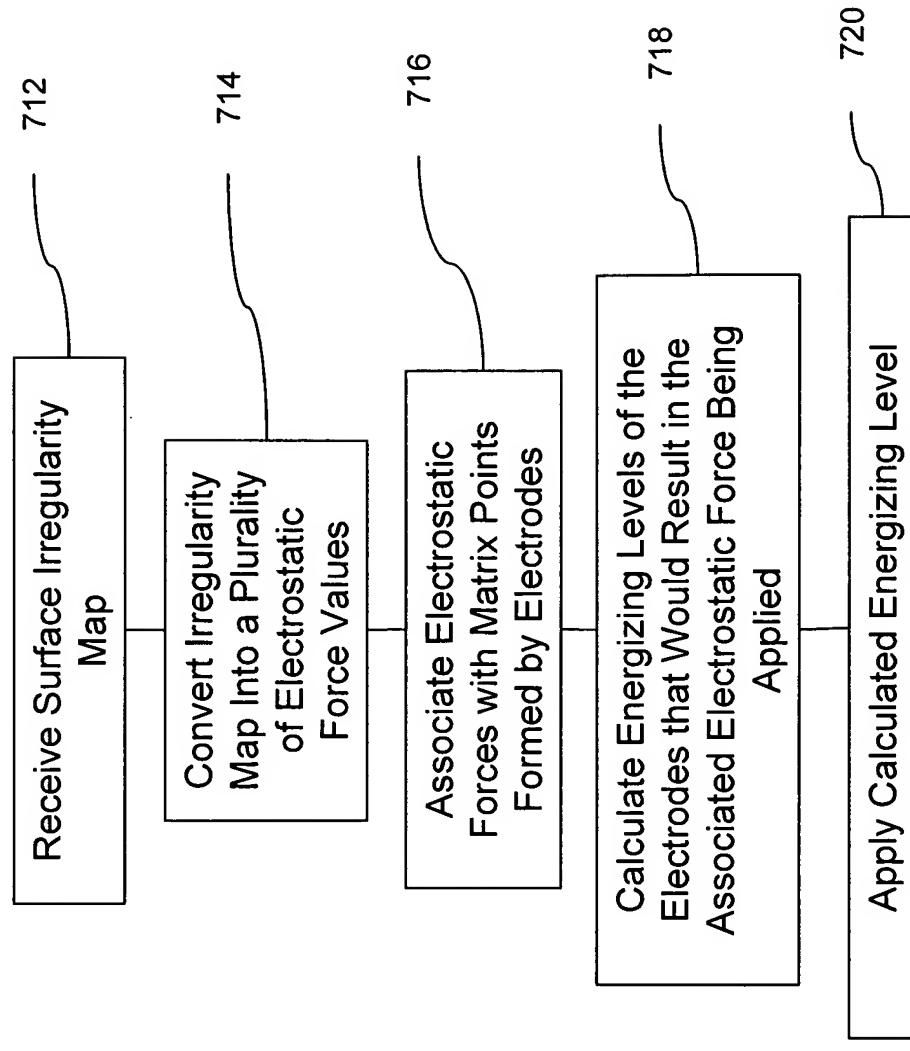 712
Receive Surface Irregularity
Map
714
Convert Irregularity
Map Into a Plurality
of Electrostatic
Force Values
716
Associate Electrostatic
Forces with Matrix Points
Formed by Electrodes
718
Calculate Energizing Levels of the
Electrodes that Would Result in the
Associated Electrostatic Force Being
Applied
720
Apply Calculated Energizing Level